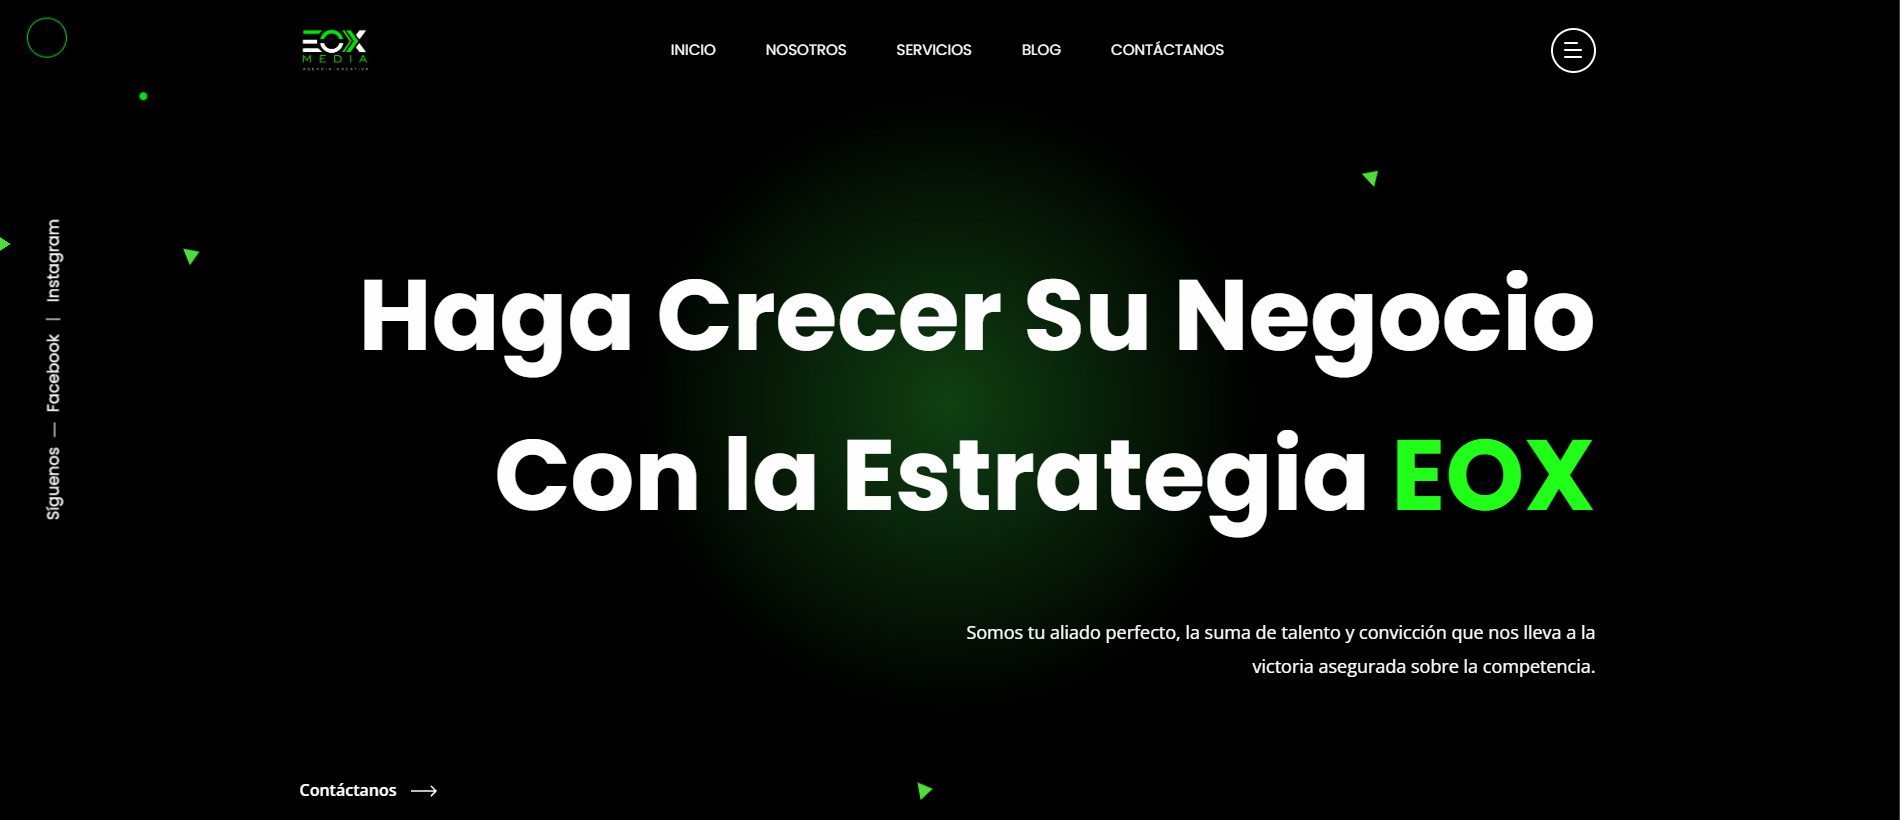 EOX
MEDIA
AGENCIA CREATIVA
INICIO
NOSOTROS
SERVICIOS
BLOG
CONTÁCTANOS
Síguenos — Facebook | Instagram
Haga Crecer Su Negocio
Con la Estrategia EOX
Somos tu aliado perfecto, la suma de talento y convicción que nos lleva a la
victoria asegurada sobre la competencia.
Contáctanos